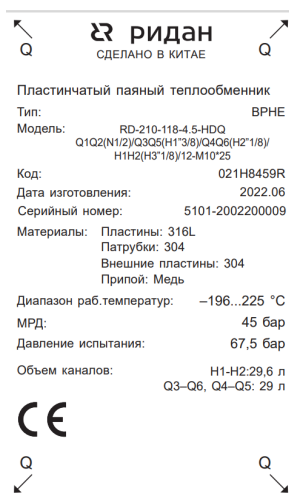 Q Q
ридан
СДЕЛАНО В КИТАЕ
Пластинчатый паяный теплообменник
Тип: BPHE
Модель: RD-210-118-4.5-HDQ
Q1Q2(N1/2)/Q3Q5(H1"3/8)/Q4Q6(H2"1/8)/
H1H2(H3"1/8)/12-M10*25
Код: 021H8459R
Дата изготовления: 2022.06
Серийный номер: 5101-2002200009
Материалы: Пластины: 316L
Патрубки: 304
Внешние пластины: 304
Припой: Медь
Диапазон раб.температур: –196...225 °C
МРД: 45 бар
Давление испытания: 67,5 бар
Объем каналов: H1-H2:29,6 л
Q3–Q6, Q4–Q5: 29 л
CE
Q Q